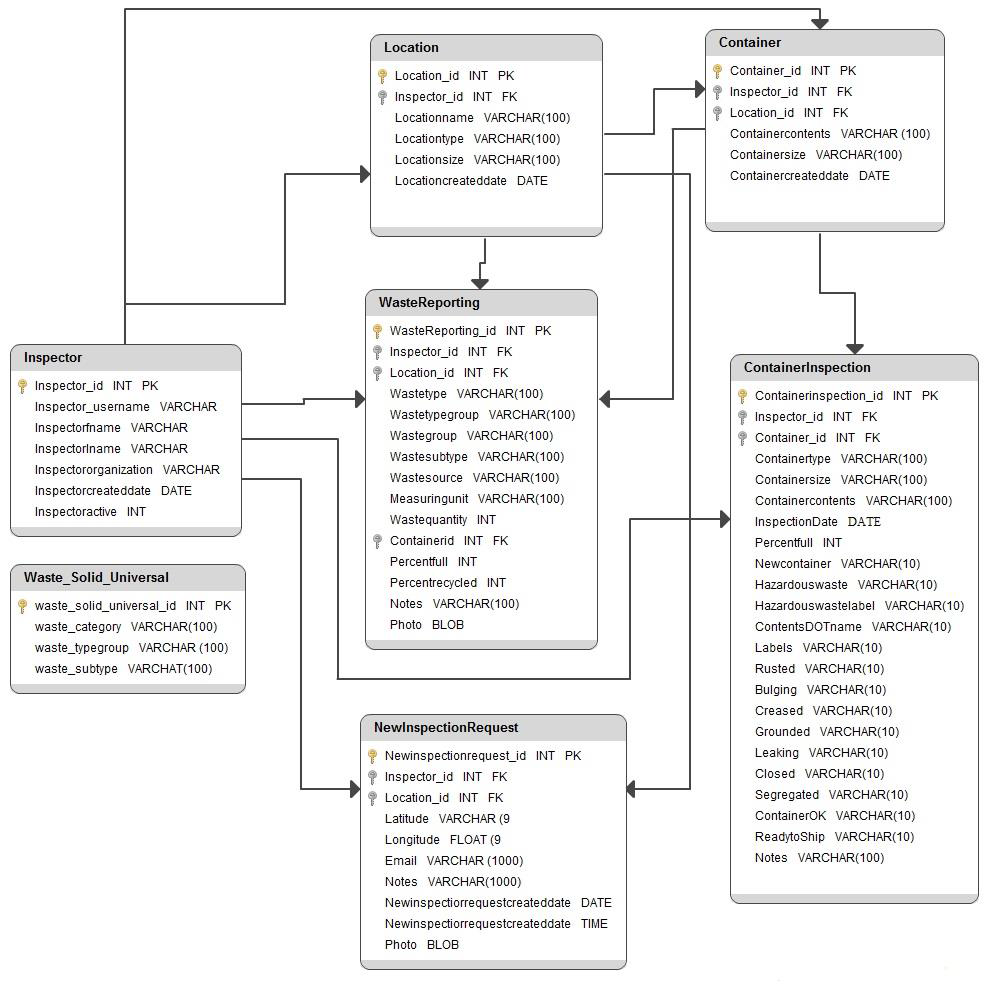 Location
Location_id INT PK
Inspector_id INT FK
Locationname VARCHAR(100)
Locationtype VARCHAR(100)
Locationsize VARCHAR(100)
Locationcreateddate DATE
Container
Container_id INT PK
Inspector_id INT FK
Location_id INT FK
Containercontents VARCHAR (100)
Containersize VARCHAR(100)
Containercreateddate DATE
Inspector
Inspector_id INT PK
Inspector_username VARCHAR
Inspectorfname VARCHAR
Inspectorlname VARCHAR
Inspectororganization VARCHAR
Inspectorcreateddate DATE
Inspectoractive INT
WasteReporting
WasteReporting_id INT PK
Inspector_id INT FK
Location_id INT FK
Wastetype VARCHAR(100)
Wastetypegroup VARCHAR(100)
Wastegroup VARCHAR(100)
Wastesubtype VARCHAR(100)
Wastesource VARCHAR(100)
Measuringunit VARCHAR(100)
Wastequantity INT
Containerid INT FK
Percentfull INT
Percentrecycled INT
Notes VARCHAR(100)
Photo BLOB
ContainerInspection
Containerinspection_id INT PK
Inspector_id INT FK
Container_id INT FK
Containertype VARCHAR(100)
Containersize VARCHAR(100)
Containercontents VARCHAR(100)
InspectionDate DATE
Percentfull INT
Newcontainer VARCHAR(10)
Hazardouswaste VARCHAR(10)
Hazardouswastelabel VARCHAR(10)
ContentsDOTname VARCHAR(10)
Labels VARCHAR(10)
Rusted VARCHAR(10)
Bulging VARCHAR(10)
Creased VARCHAR(10)
Grounded VARCHAR(10)
Leaking VARCHAR(10)
Closed VARCHAR(10)
Segregated VARCHAR(10)
ContainerOK VARCHAR(10)
ReadytoShip VARCHAR(10)
Notes VARCHAR(100)
Waste_Solid_Universal
waste_solid_universal_id INT PK
waste_category VARCHAR(100)
waste_typegroup VARCHAR (100)
waste_subtype VARCHAT(100)
NewInspectionRequest
Newinspectionrequest_id INT PK
Inspector_id INT FK
Location_id INT FK
Latitude VARCHAR (9
Longitude FLOAT (9
Email VARCHAR (1000)
Notes VARCHAR(1000)
Newinspectiorrequestcreateddate DATE
Newinspectiorrequestcreateddate TIME
Photo BLOB